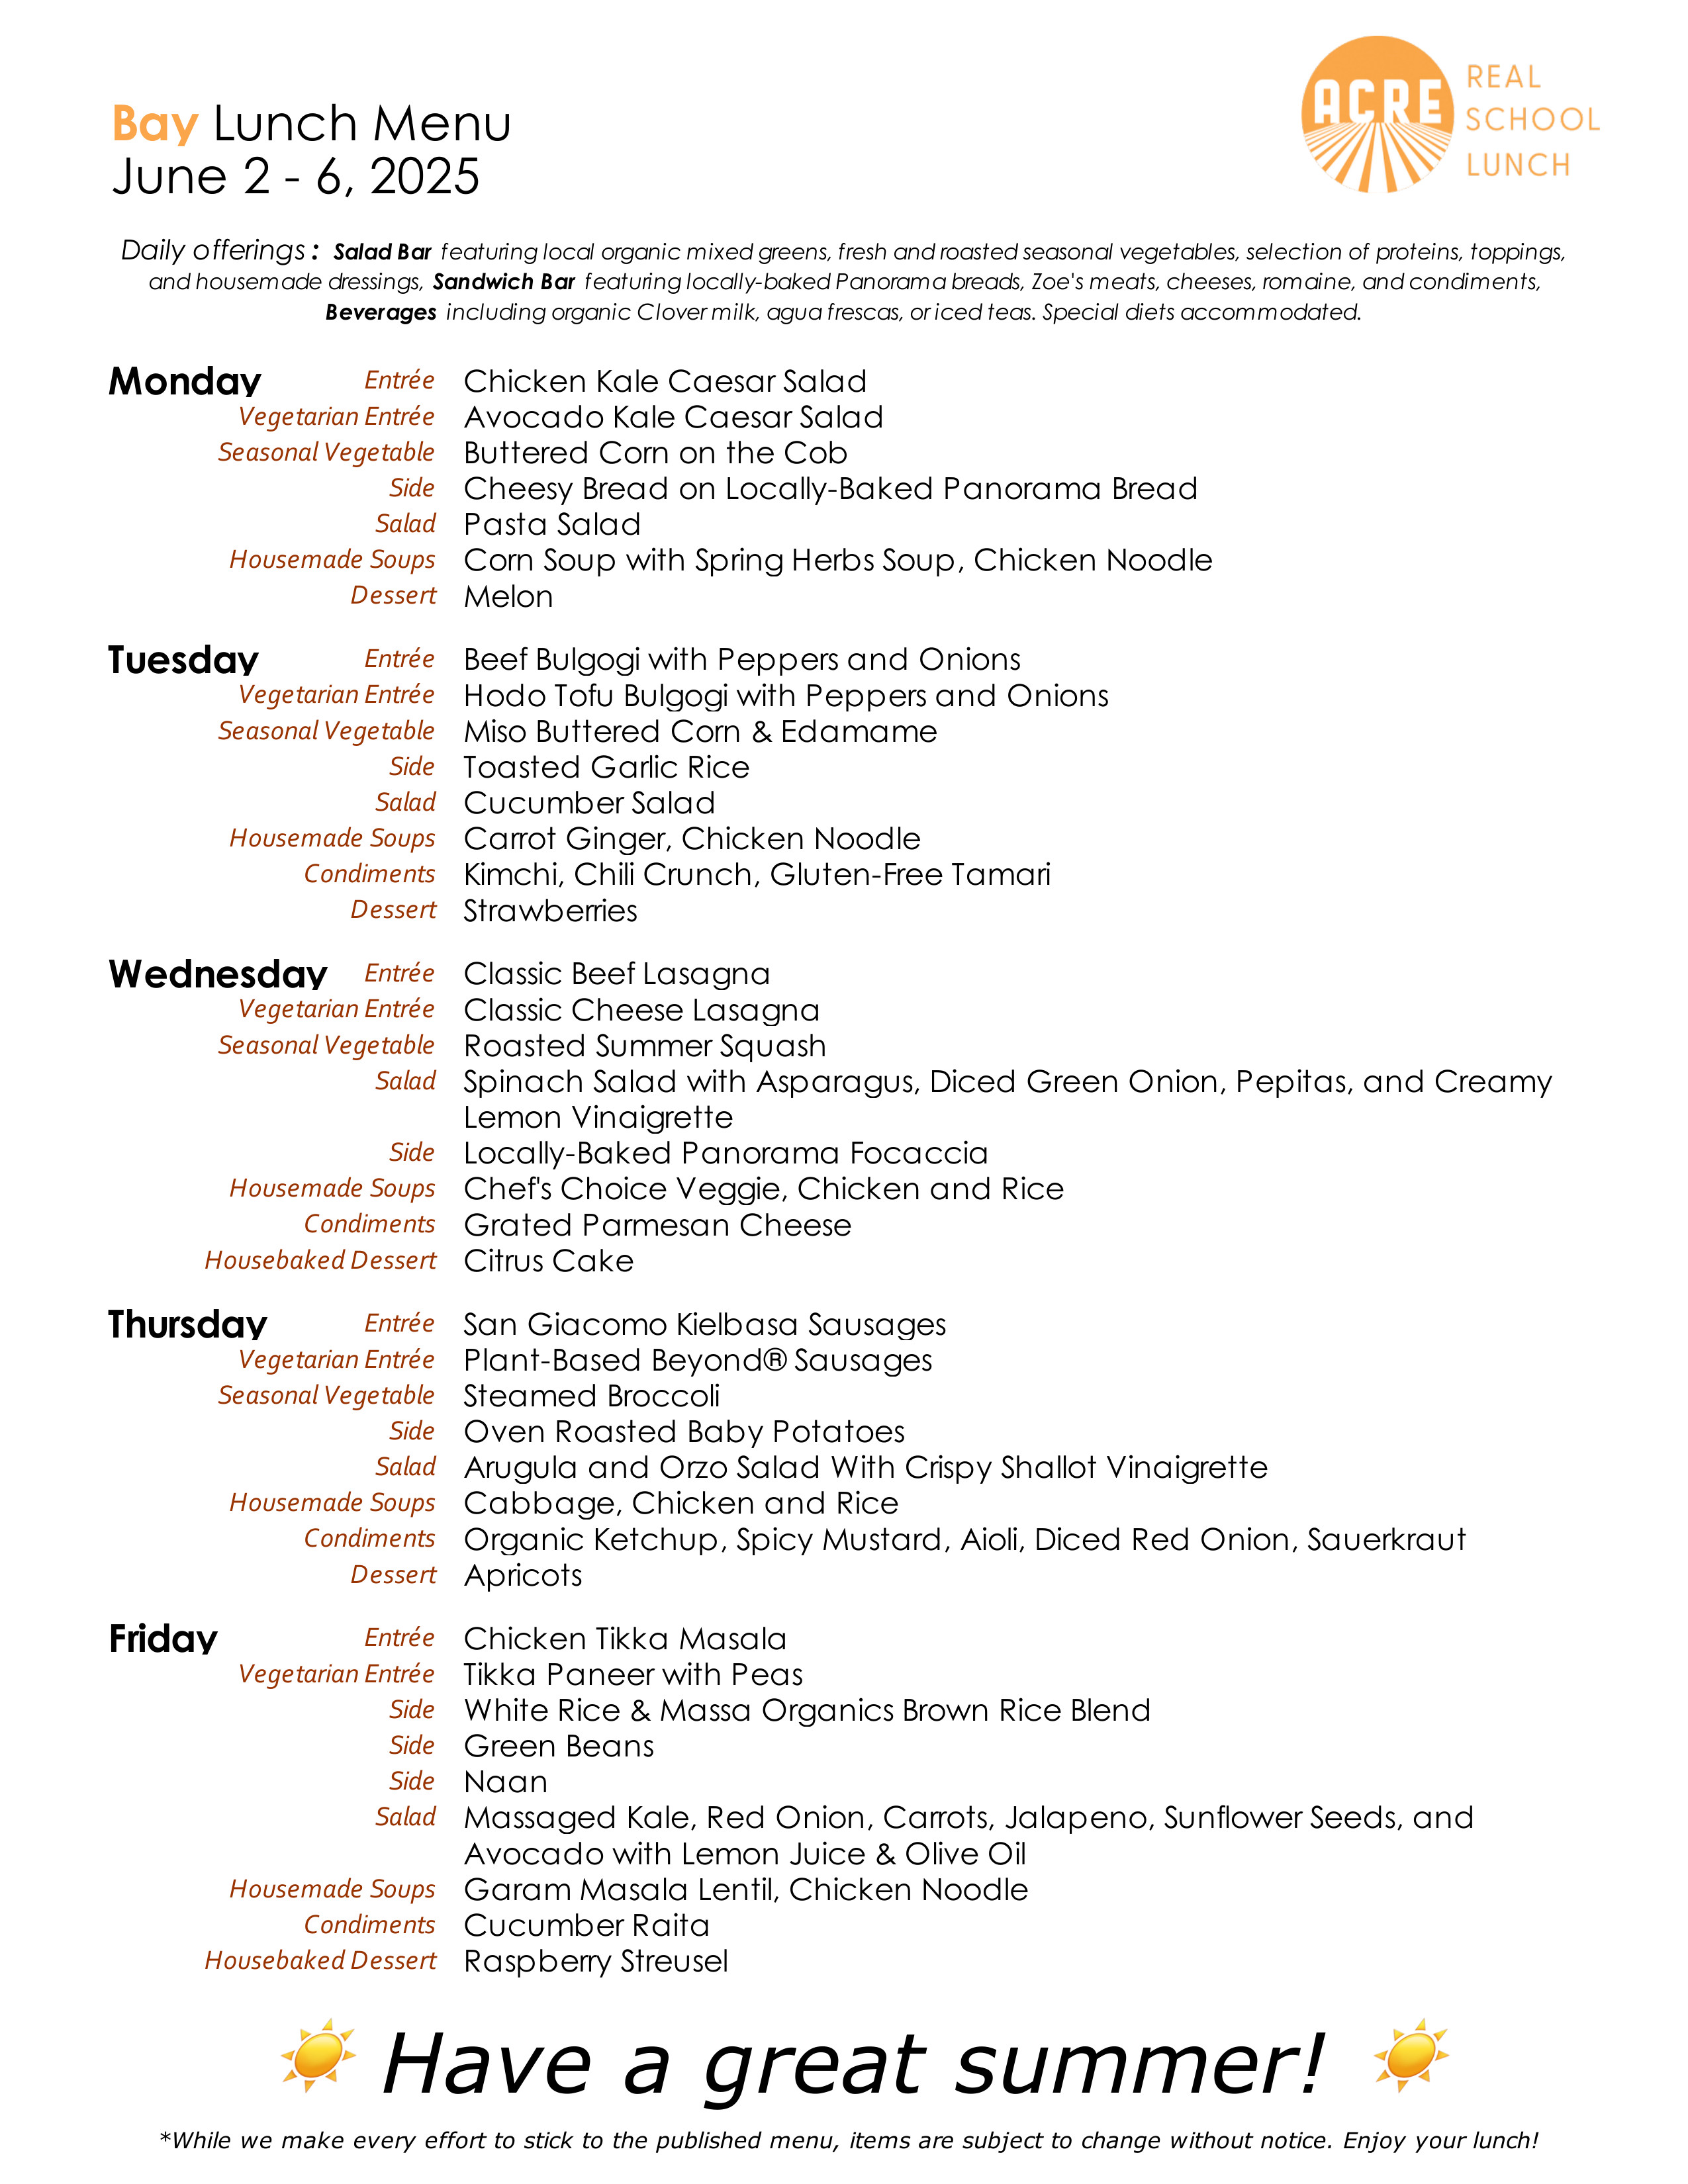 Bay Lunch Menu
June 2 - 6, 2025
ACRE
REAL
SCHOOL
LUNCH
Daily offerings: Salad Bar featuring local organic mixed greens, fresh and roasted seasonal vegetables, selection of proteins, toppings,
and housemade dressings, Sandwich Bar featuring locally-baked Panorama breads, Zoe's meats, cheeses, romaine, and condiments,
Beverages including organic Clover milk, agua frescas, or iced teas. Special diets accommodated.
Monday Entrée Chicken Kale Caesar Salad
Vegetarian Entrée Avocado Kale Caesar Salad
Seasonal Vegetable Buttered Corn on the Cob
Side Cheesy Bread on Locally-Baked Panorama Bread
Salad Pasta Salad
Housemade Soups Corn Soup with Spring Herbs Soup, Chicken Noodle
Dessert Melon
Tuesday Entrée Beef Bulgogi with Peppers and Onions
Vegetarian Entrée Hodo Tofu Bulgogi with Peppers and Onions
Seasonal Vegetable Miso Buttered Corn & Edamame
Side Toasted Garlic Rice
Salad Cucumber Salad
Housemade Soups Carrot Ginger, Chicken Noodle
Condiments Kimchi, Chili Crunch, Gluten-Free Tamari
Dessert Strawberries
Wednesday Entrée Classic Beef Lasagna
Vegetarian Entrée Classic Cheese Lasagna
Seasonal Vegetable Roasted Summer Squash
Salad Spinach Salad with Asparagus, Diced Green Onion, Pepitas, and Creamy
Lemon Vinaigrette
Side Locally-Baked Panorama Focaccia
Housemade Soups Chef's Choice Veggie, Chicken and Rice
Condiments Grated Parmesan Cheese
Housebaked Dessert Citrus Cake
Thursday Entrée San Giacomo Kielbasa Sausages
Vegetarian Entrée Plant-Based Beyond® Sausages
Seasonal Vegetable Steamed Broccoli
Side Oven Roasted Baby Potatoes
Salad Arugula and Orzo Salad With Crispy Shallot Vinaigrette
Housemade Soups Cabbage, Chicken and Rice
Condiments Organic Ketchup, Spicy Mustard, Aioli, Diced Red Onion, Sauerkraut
Dessert Apricots
Friday Entrée Chicken Tikka Masala
Vegetarian Entrée Tikka Paneer with Peas
Side White Rice & Massa Organics Brown Rice Blend
Side Green Beans
Side Naan
Salad Massaged Kale, Red Onion, Carrots, Jalapeno, Sunflower Seeds, and
Avocado with Lemon Juice & Olive Oil
Housemade Soups Garam Masala Lentil, Chicken Noodle
Condiments Cucumber Raita
Housebaked Dessert Raspberry Streusel
Have a great summer!
*While we make every effort to stick to the published menu, items are subject to change without notice. Enjoy your lunch!